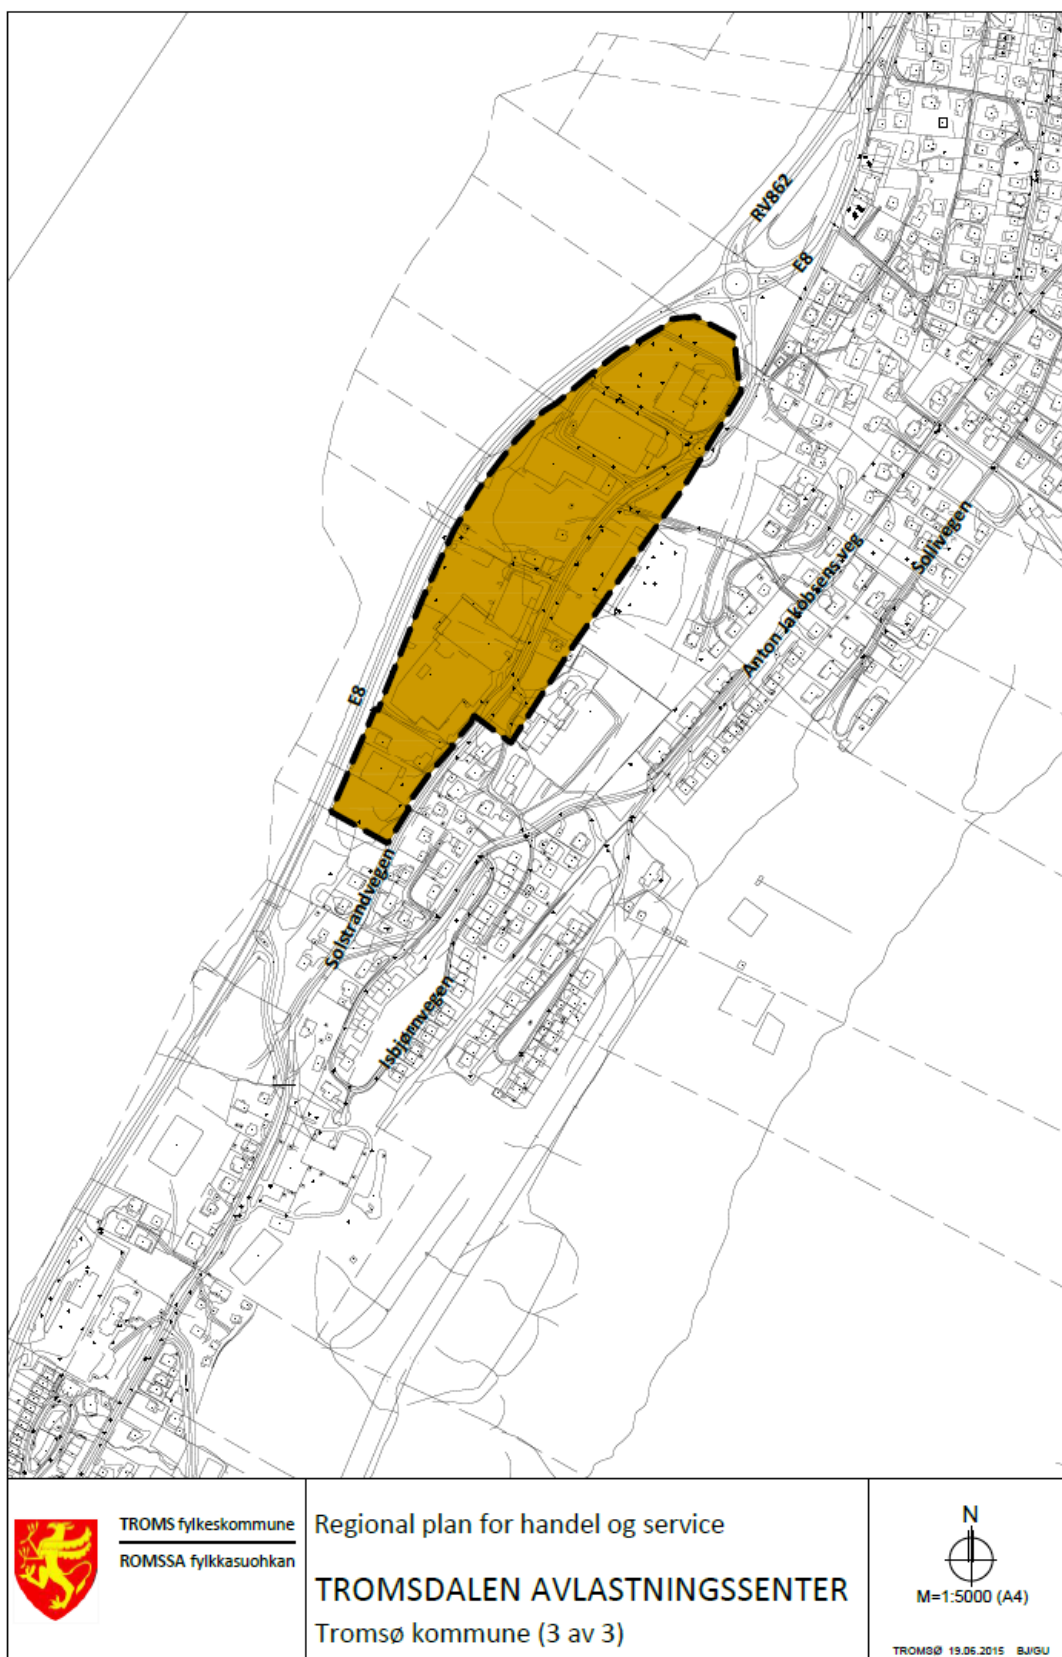 RV862
E8
Sollivegen
Anton Jakobsens veg
E8
Solstrandvegen
Isbjørnvegen
TROMS fylkeskommune
ROMSSA fylkkasuohkan
Regional plan for handel og service
TROMSDALEN AVLASTNINGSSENTER
Tromsø kommune (3 av 3)
N
M=1:5000 (A4)
TROMSØ 19.06.2015 BJ/GU